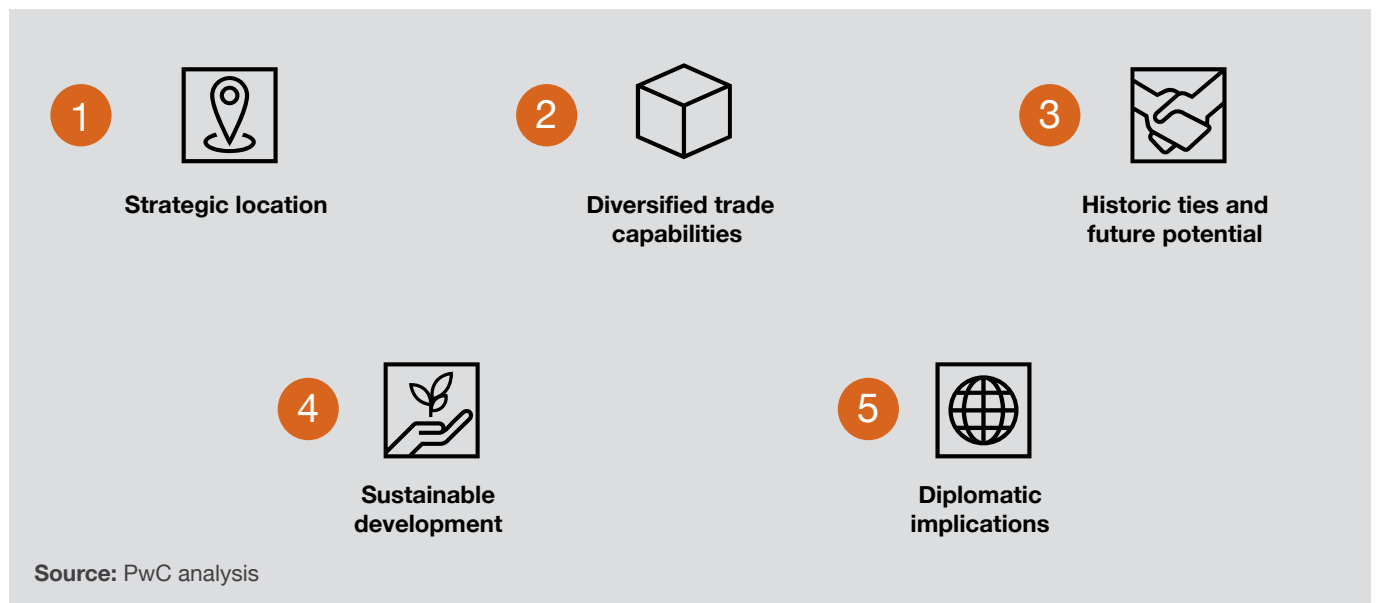 1
Strategic location
2
Diversified trade
capabilities
3
Historic ties and
future potential
4
Sustainable
development
5
Diplomatic
implications
Source: PwC analysis